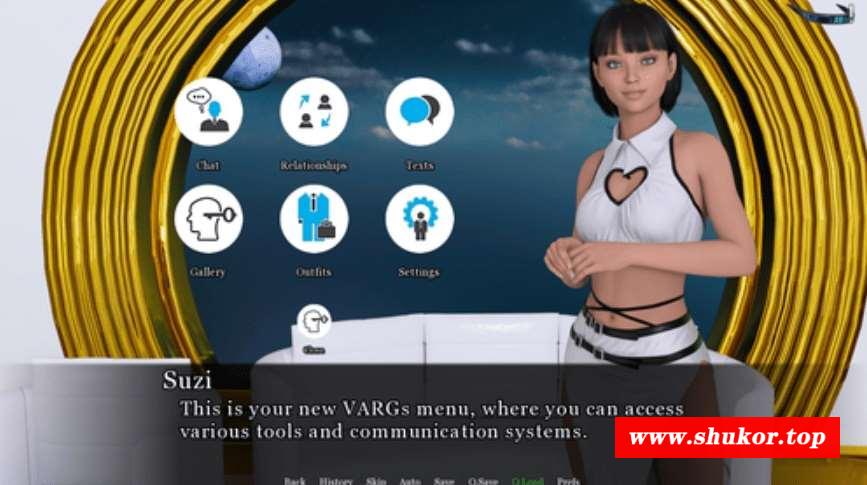 Chat
Relationships
Texts
Gallery
Outfits
Settings
Close
Suzi
This is your new VARGs menu, where you can access
various tools and communication systems.
www.shukor.top
Back History Skip Auto Save Q.Save Q.Load Prefs